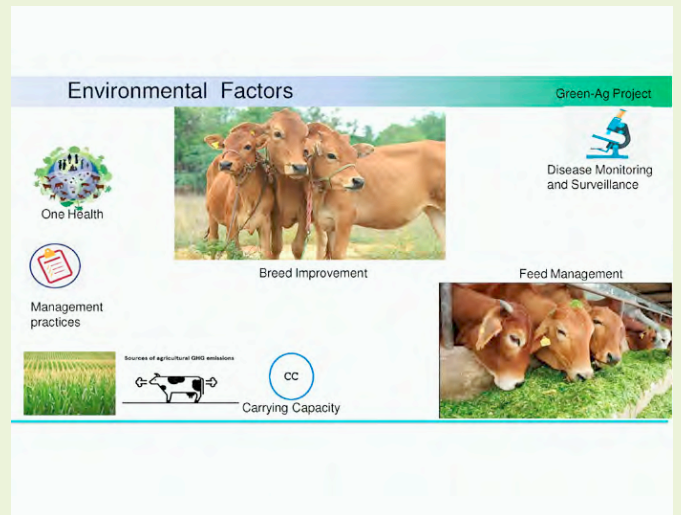 Environmental Factors
Green-Ag Project
Disease Monitoring
and Surveillance
One Health
Breed Improvement
Feed Management
Management
practices
Sources of agricultural GHG emissions
CC
Carrying Capacity